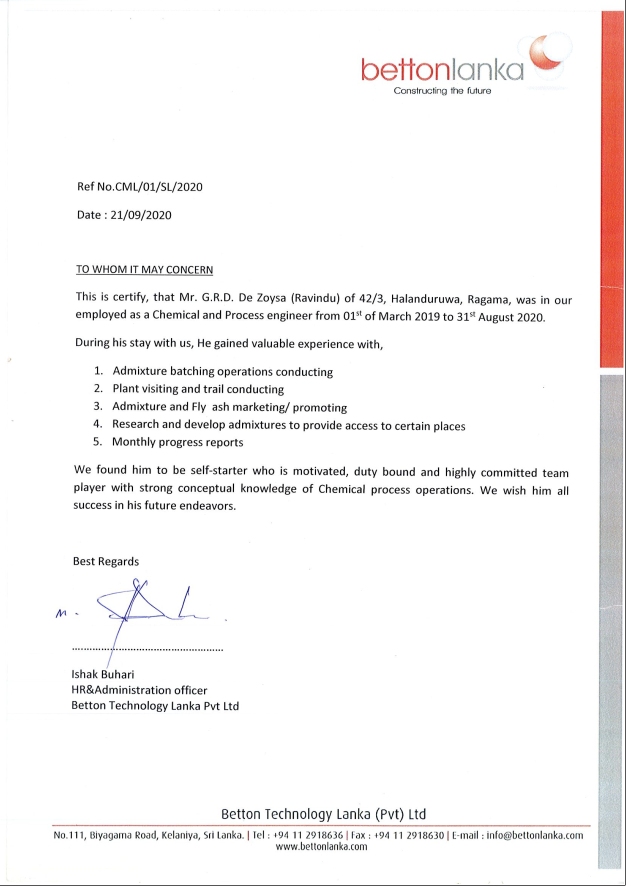 bettonlanka
Constructing the future
Ref No.CML/01/SL/2020
Date : 21/09/2020
TO WHOM IT MAY CONCERN
This is certify, that Mr. G.R.D. De Zoysa (Ravindu) of 42/3, Halanduruwa, Ragama, was in our
employed as a Chemical and Process engineer from 01st of March 2019 to 31st August 2020.
During his stay with us, He gained valuable experience with,
1. Admixture batching operations conducting
2. Plant visiting and trail conducting
3. Admixture and Fly ash marketing/ promoting
4. Research and develop admixtures to provide access to certain places
5. Monthly progress reports
We found him to be self-starter who is motivated, duty bound and highly committed team
player with strong conceptual knowledge of Chemical process operations. We wish him all
success in his future endeavors.
Best Regards
Ishak Buhari
HR&Administration officer
Betton Technology Lanka Pvt Ltd
Betton Technology Lanka (Pvt) Ltd
No.111, Biyagama Road, Kelaniya, Sri Lanka. | Tel : +94 11 2918636 | Fax : +94 11 2918630 | E-mail : info@bettonlanka.com
www.bettonlanka.com